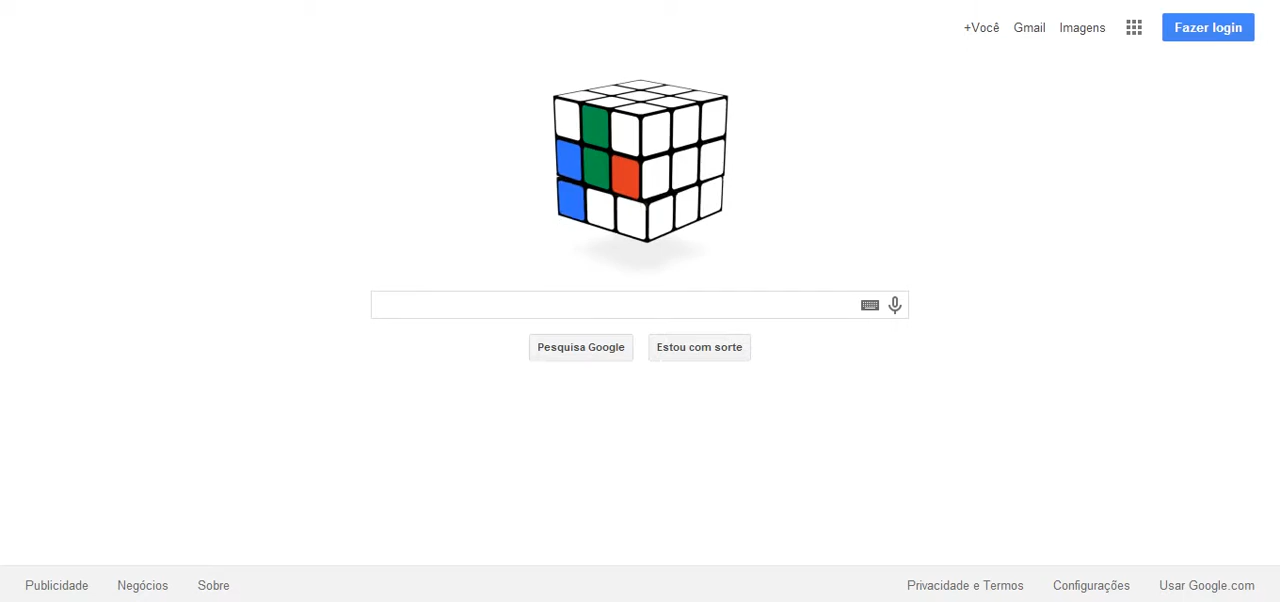 +Você Gmail Imagens Fazer login
Pesquisa Google Estou com sorte
Publicidade Negócios Sobre Privacidade e Termos Configurações Usar Google.com